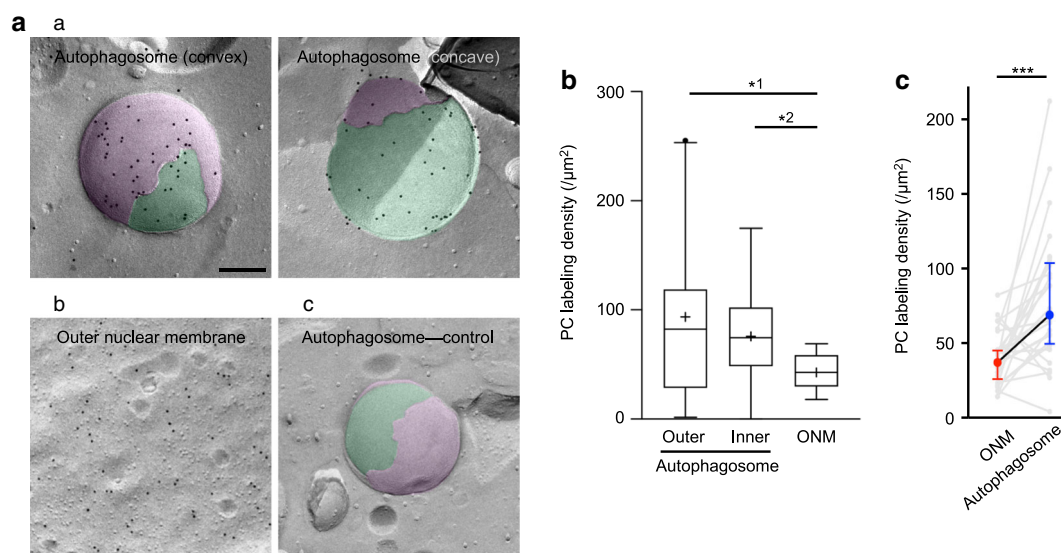 a
a
Autophagosome (convex)
Autophagosome (concave)
b
Outer nuclear membrane
c
Autophagosome—control
b
PC labeling density (/μm²)
300
200
100
0
*1
*2
Outer
Inner
ONM
Autophagosome
c
PC labeling density (/μm²)
200
150
100
50
0
***
ONM
Autophagosome